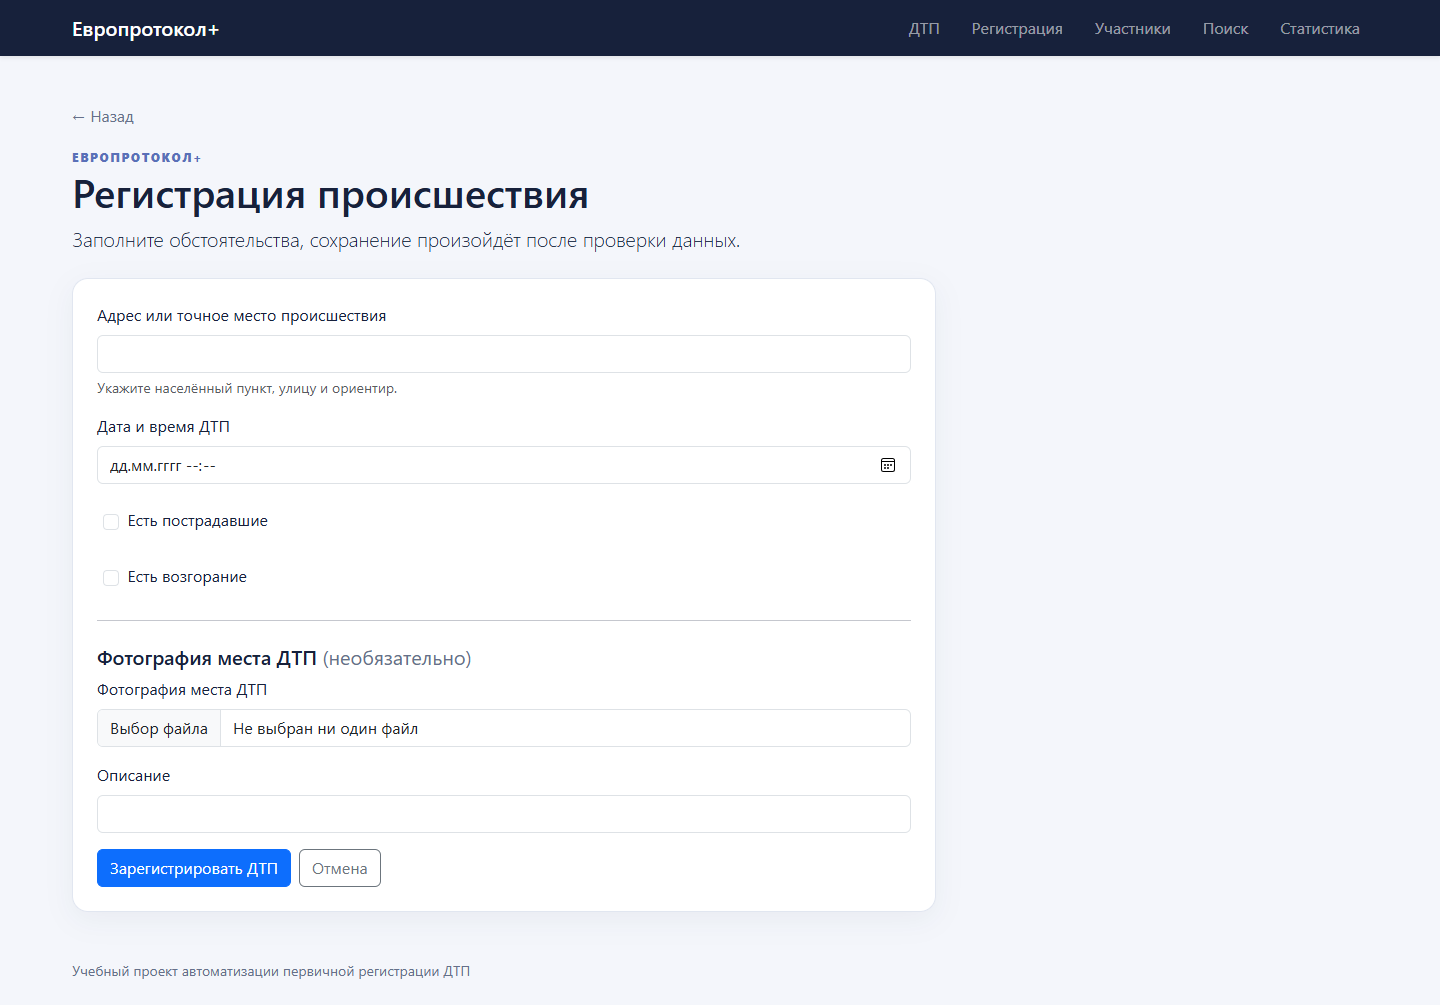 Европротокол+
ДТП Регистрация Участники Поиск Статистика
← Назад
ЕВРОПРОТОКОЛ+
Регистрация происшествия
Заполните обстоятельства, сохранение произойдёт после проверки данных.
Адрес или точное место происшествия
Укажите населённый пункт, улицу и ориентир.
Дата и время ДТП
дд.мм.гггг --:--
Есть пострадавшие
Есть возгорание
Фотография места ДТП (необязательно)
Фотография места ДТП
Выбор файла Не выбран ни один файл
Описание
Зарегистрировать ДТП Отмена
Учебный проект автоматизации первичной регистрации ДТП